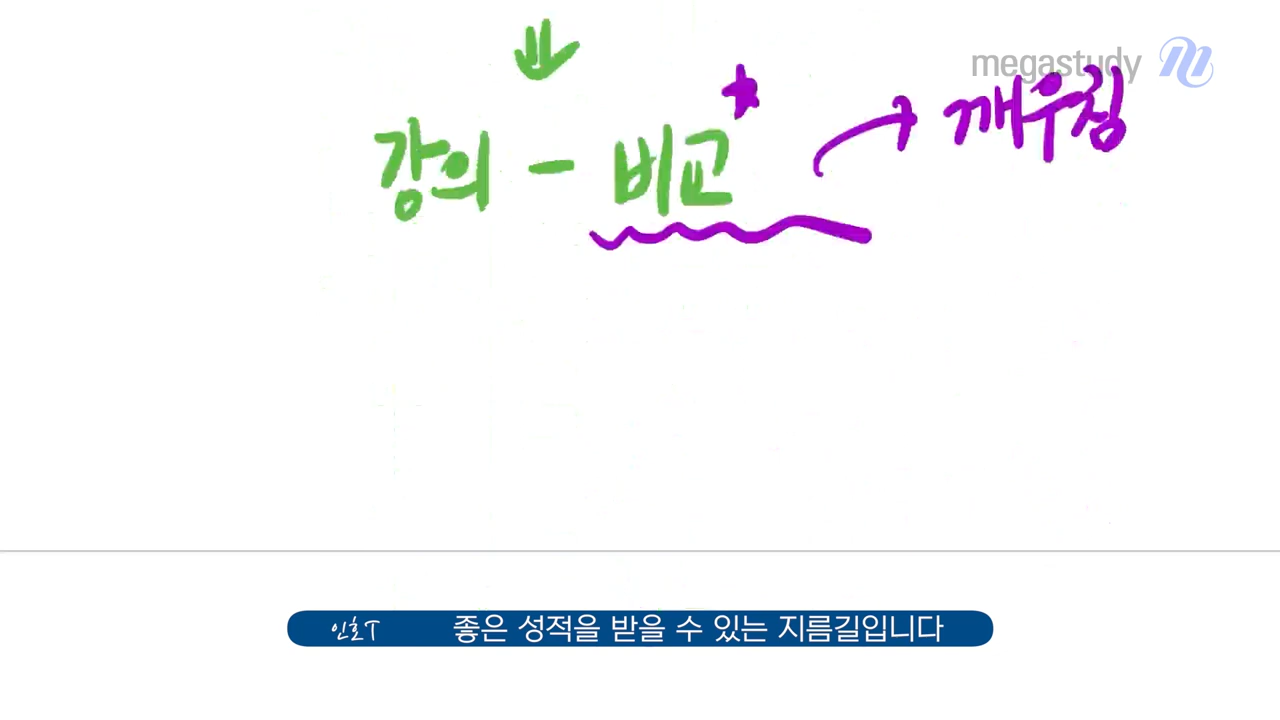 megastudy
강의 - 비교 → 깨우침
인호T 좋은 성적을 받을 수 있는 지름길입니다